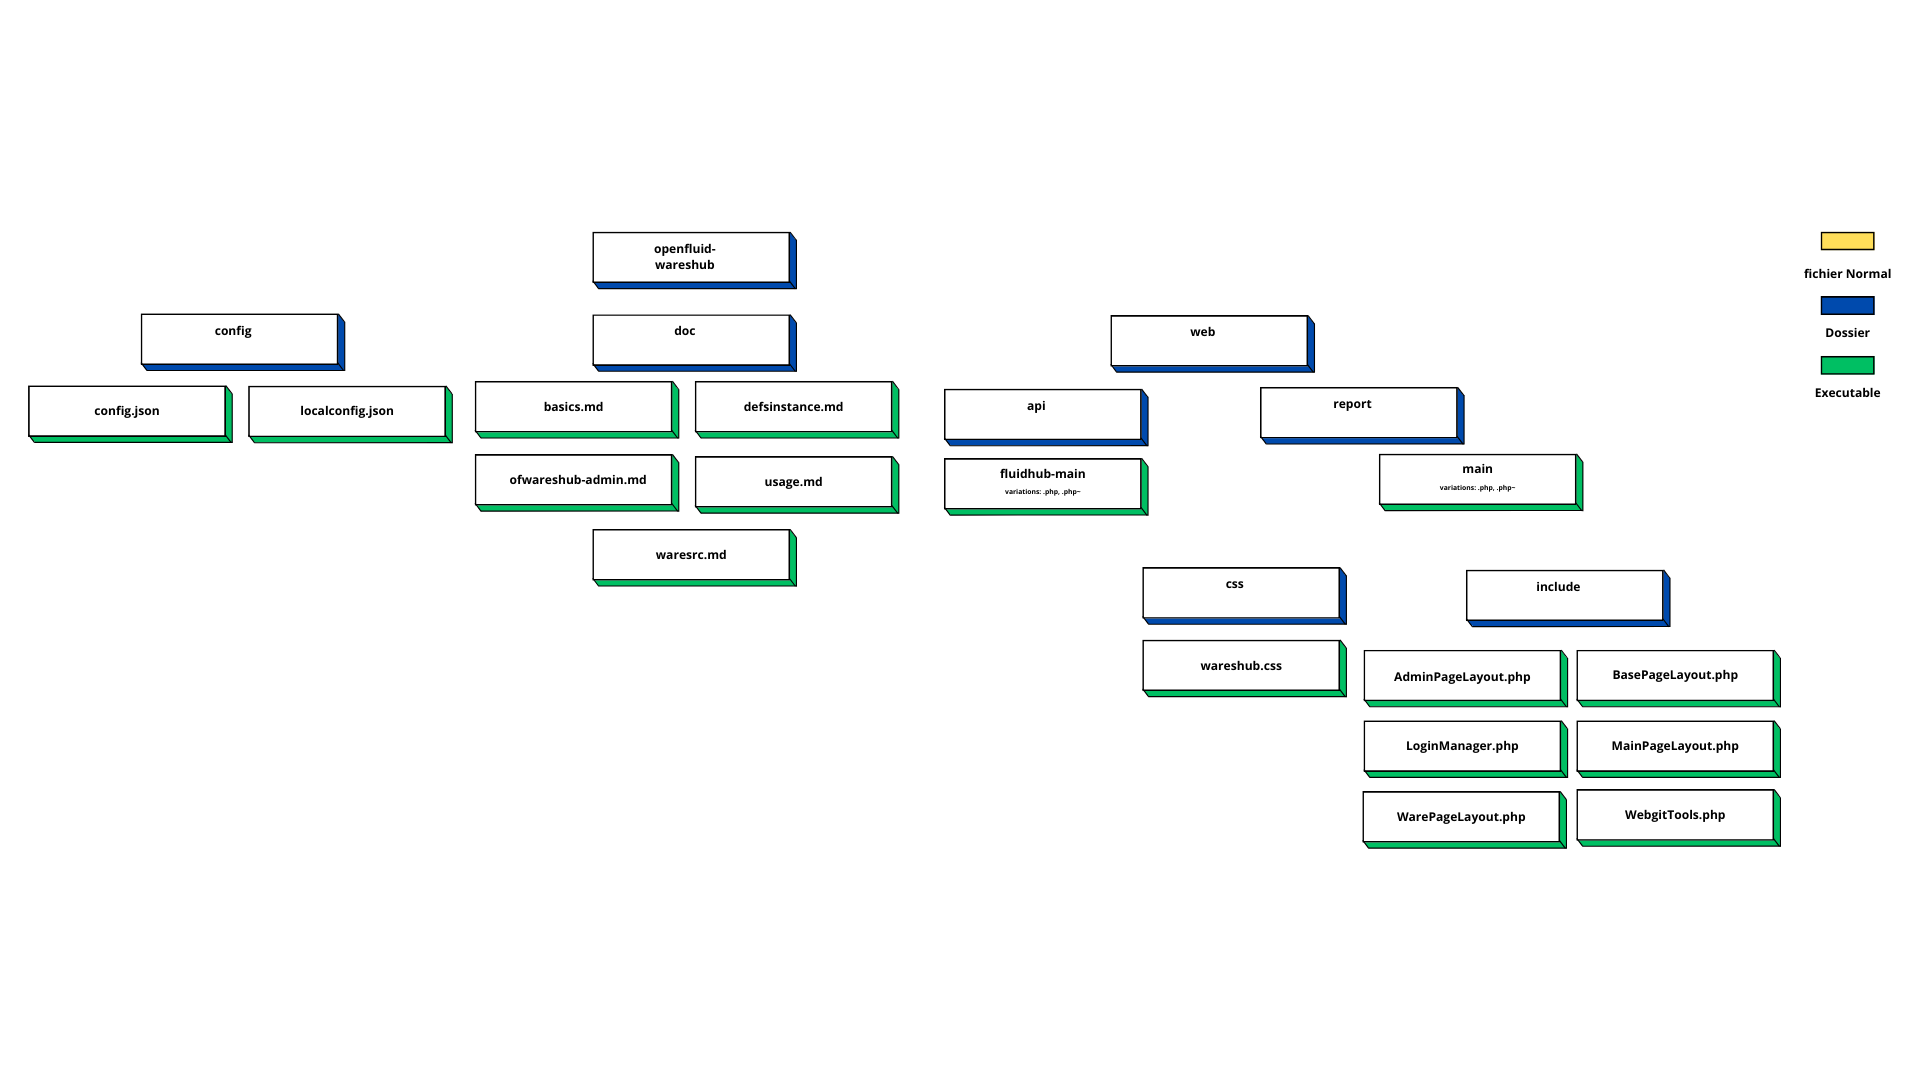 openfluid-
wareshub
config
doc
web
config.json
localconfig.json
basics.md
defsinstance.md
ofwareshub-admin.md
usage.md
waresrc.md
api
report
fluidhub-main
variations: .php, .php~
main
variations: .php, .php~
css
include
wareshub.css
AdminPageLayout.php
BasePageLayout.php
LoginManager.php
MainPageLayout.php
WarePageLayout.php
WebgitTools.php
fichier Normal
Dossier
Executable